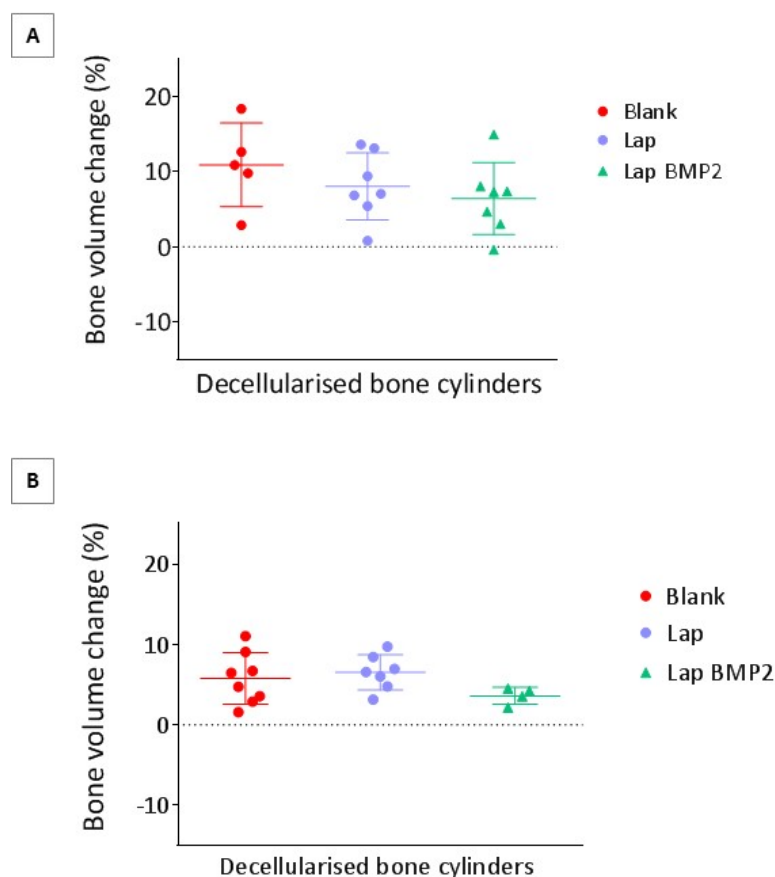 A
Bone volume change (%)
20
10
0
-10
Blank
Lap
Lap BMP2
Decellularised bone cylinders
B
Bone volume change (%)
20
10
0
-10
Blank
Lap
Lap BMP2
Decellularised bone cylinders